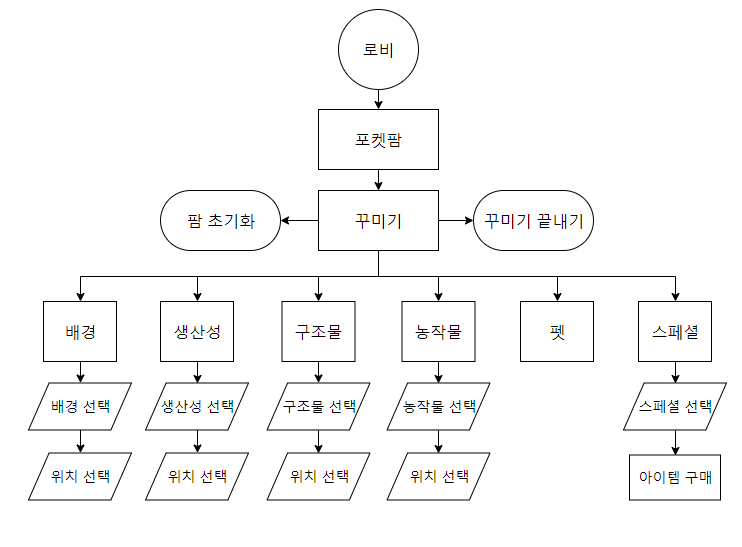 로비
포켓팜
팜 초기화
꾸미기
꾸미기 끝내기
배경
생산성
구조물
농작물
펫
스페셜
배경 선택
생산성 선택
구조물 선택
농작물 선택
스페셜 선택
위치 선택
위치 선택
위치 선택
위치 선택
아이템 구매